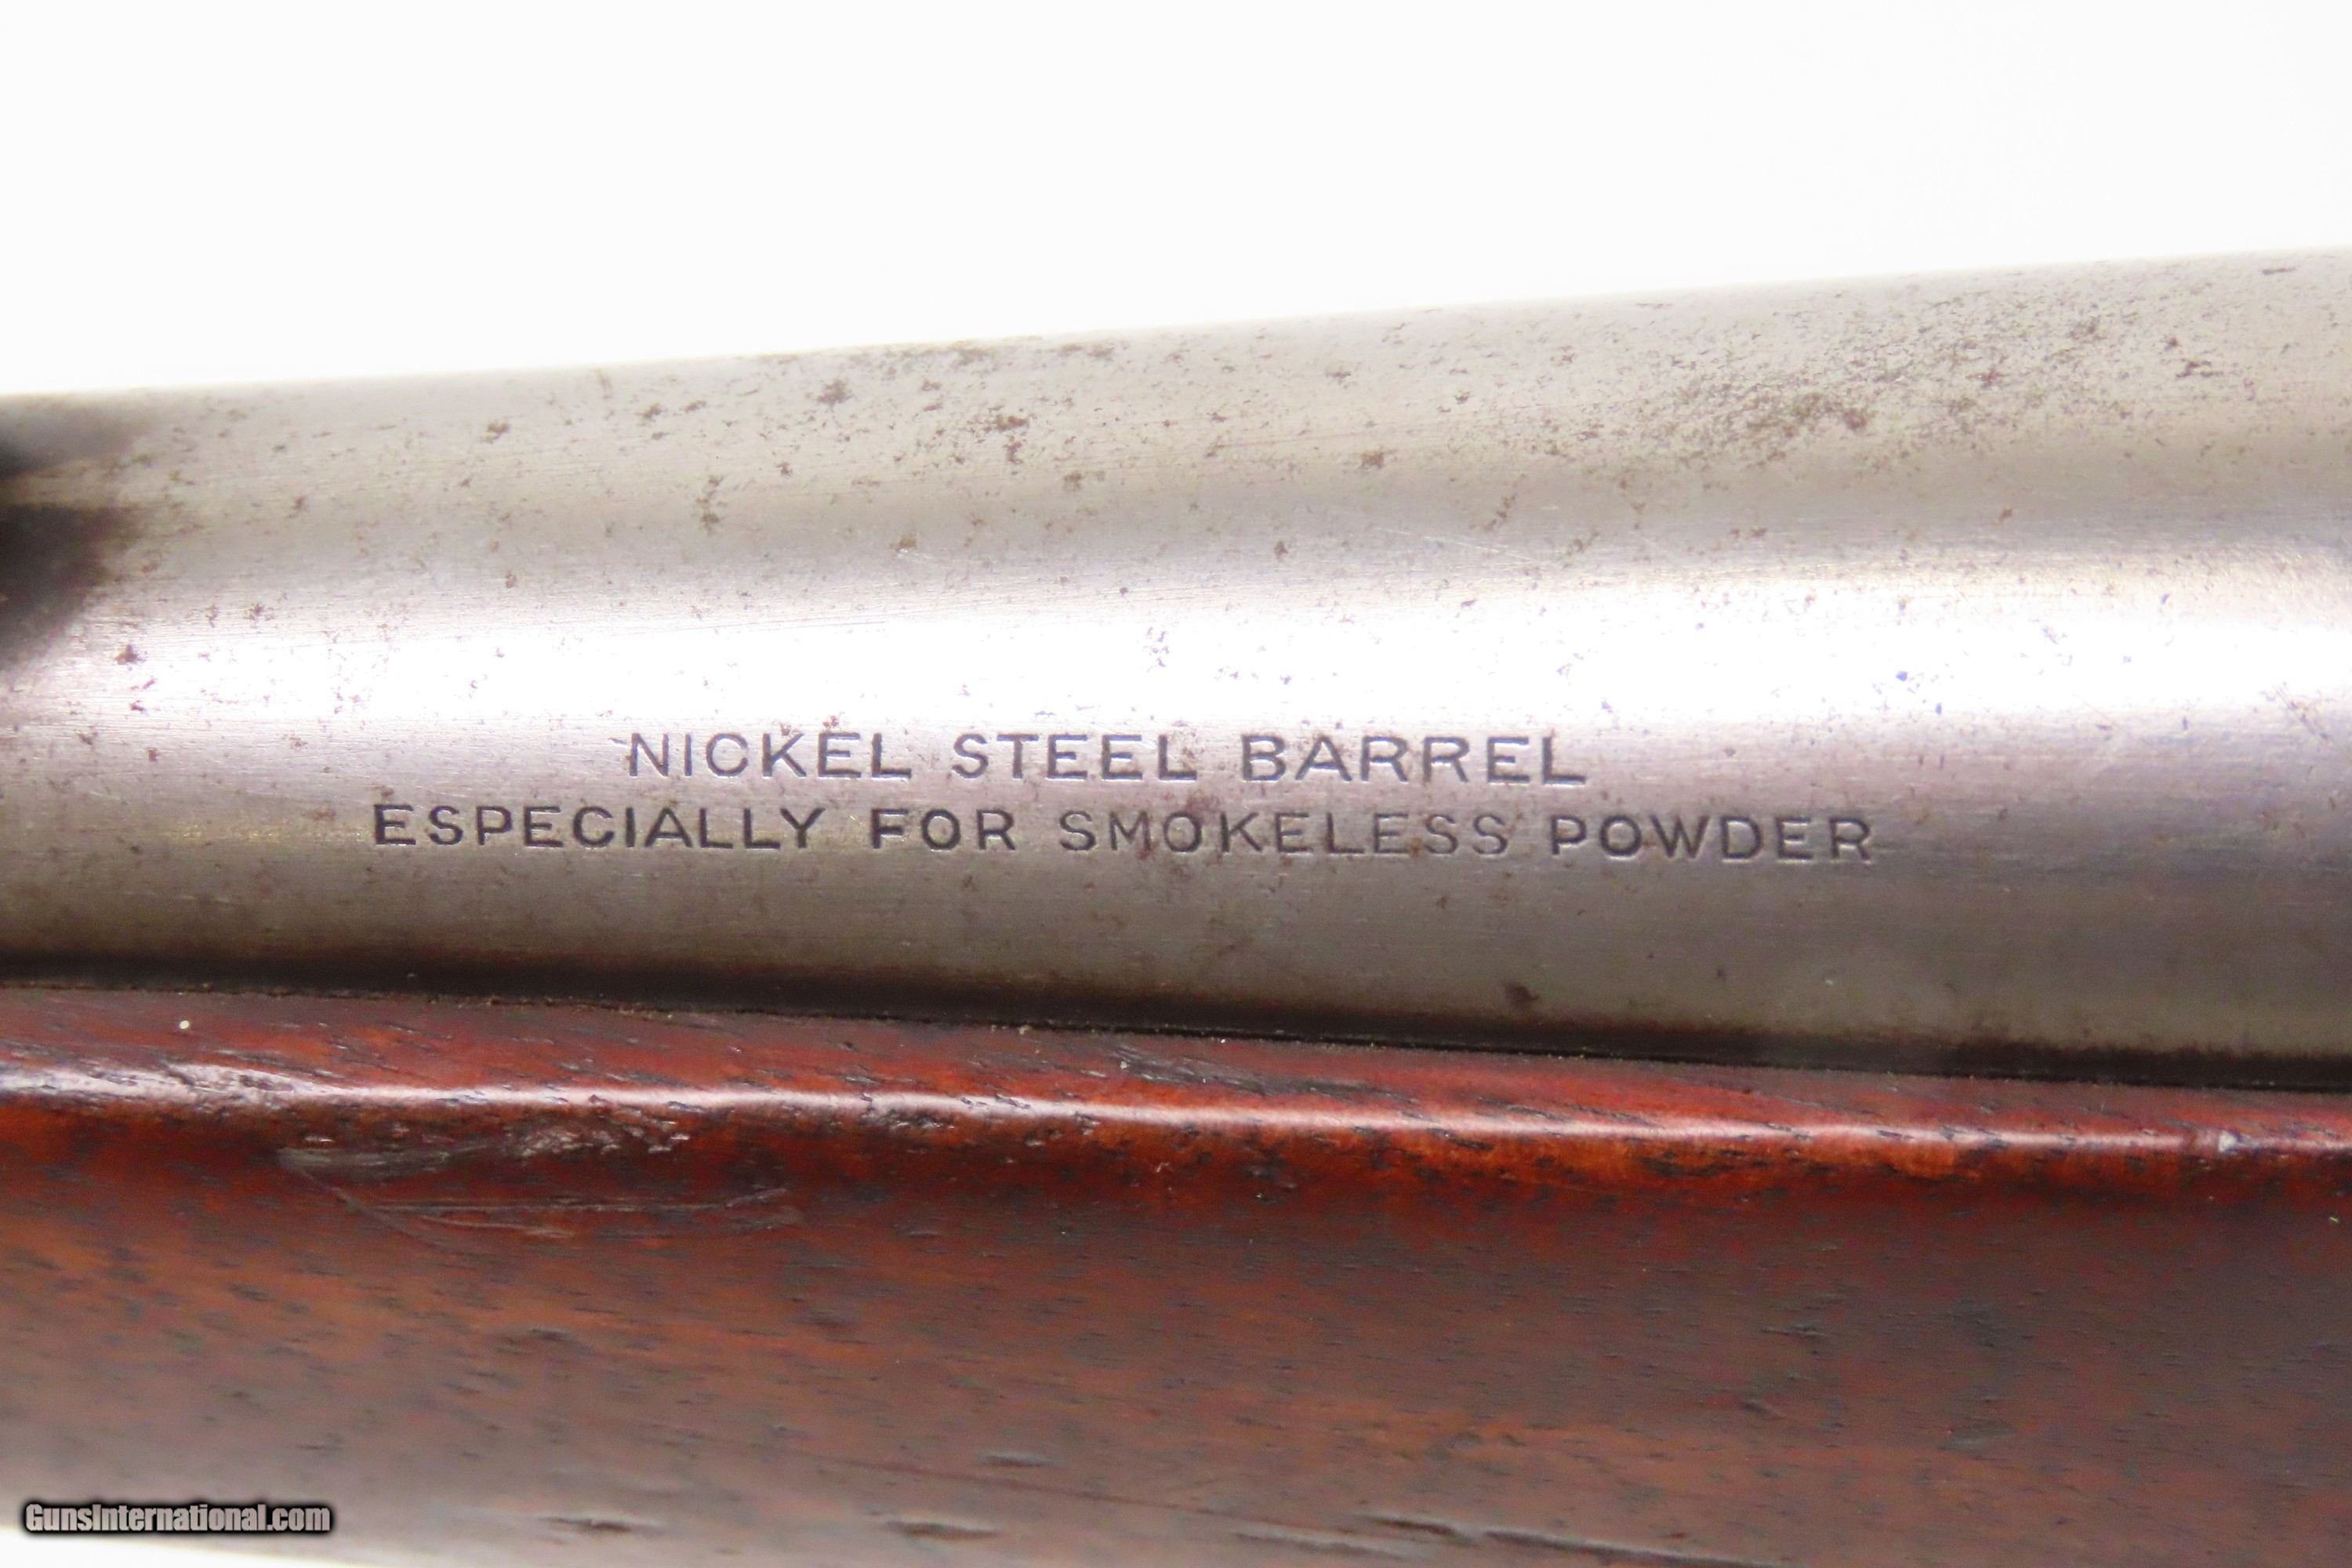 NICKEL STEEL BARREL
ESPECIALLY FOR SMOKELESS POWDER
GunsInternational.com